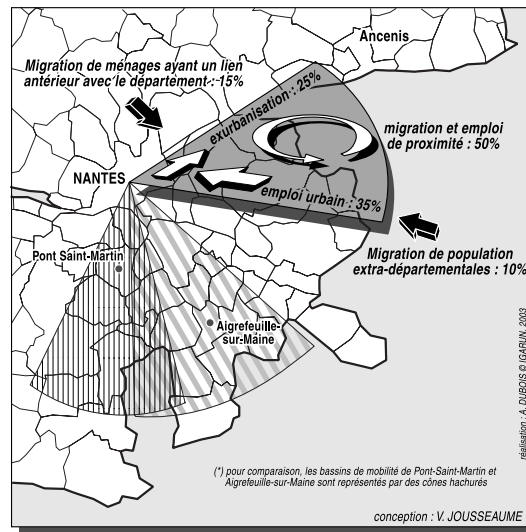 Ancenis
Migration de ménages ayant un lien
antérieur avec le département : 15%
exurbanisation : 25%
migration et emploi
de proximité : 50%
NANTES
emploi urbain : 35%
Pont Saint-Martin
Migration de population
extra-départementales : 10%
Aigrefeuille-
sur-Maine
réalisation : A. DUBOIS © IGARUN, 2003
(*) pour comparaison, les bassins de mobilité de Pont-Saint-Martin et
Aigrefeuille-sur-Maine sont représentés par des cônes hachurés
conception : V. JOUSSEAUME